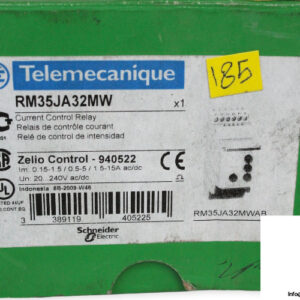 Telemecanique
185
RM35JA32MW
x1
Current Control Relay
Relais de contrôle courant
Relé de control de intensidad
Zelio Control - 940522
Im: 0.15-1.5 / 0.5-5 / 1.5-15A ac/dc
Un: 20...240V ac/dc
Indonesia
3 389119 405225
Schneider
Electric
RM35JA32MWAB